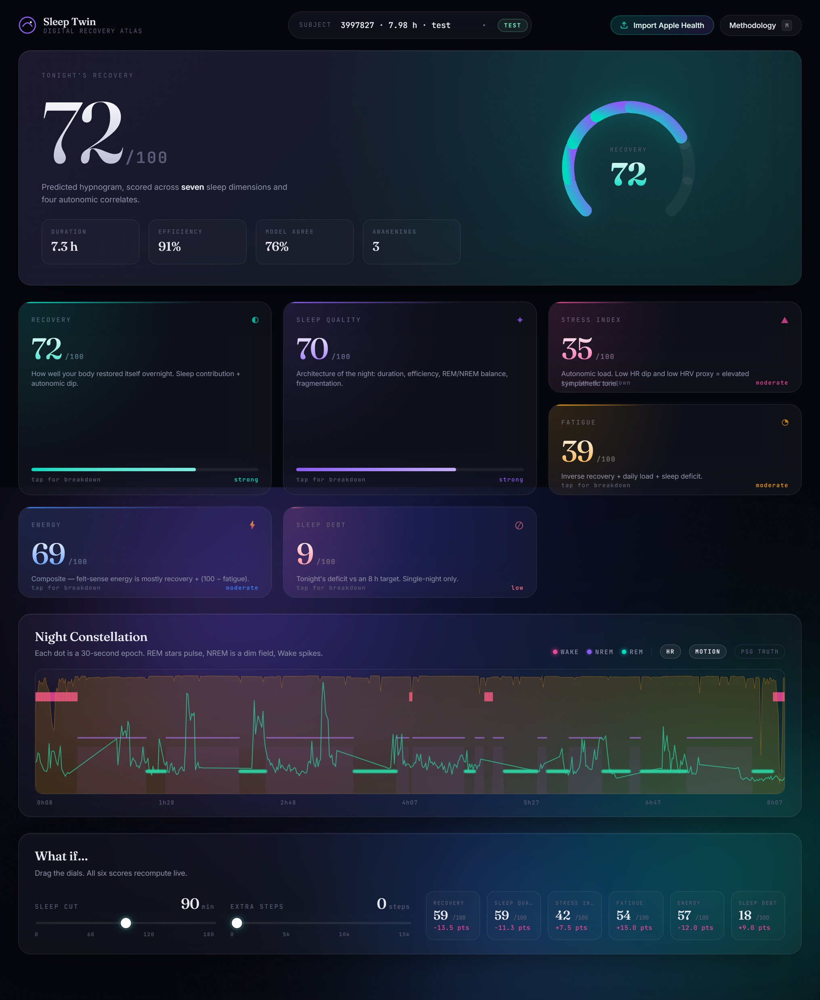 Sleep Twin
DIGITAL RECOVERY ATLAS
SUBJECT 3997827 · 7.98 h · test ▾ TEST
Import Apple Health
Methodology M
TONIGHT'S RECOVERY
72/100
Predicted hypnogram, scored across seven sleep dimensions and
four autonomic correlates.
DURATION
7.3 h
EFFICIENCY
91%
MODEL AGREE
76%
AWAKENINGS
3
RECOVERY
72
RECOVERY
72 /100
How well your body restored itself overnight. Sleep contribution +
autonomic dip.
tap for breakdown strong
SLEEP QUALITY
70 /100
Architecture of the night: duration, efficiency, REM/NREM balance,
fragmentation.
tap for breakdown strong
STRESS INDEX
35 /100
Autonomic load. Low HR dip and low HRV proxy = elevated
sympathetic tone.
tap for breakdown moderate
FATIGUE
39 /100
Inverse recovery + daily load + sleep deficit.
tap for breakdown moderate
ENERGY
69 /100
Composite — felt-sense energy is mostly recovery + (100 − fatigue).
tap for breakdown moderate
SLEEP DEBT
9 /100
Tonight's deficit vs an 8 h target. Single-night only.
tap for breakdown low
Night Constellation
Each dot is a 30-second epoch. REM stars pulse, NREM is a dim field, Wake spikes.
WAKE NREM REM HR MOTION PSG TRUTH
0h08 1h28 2h48 4h07 5h27 6h47 8h07
What if…
Drag the dials. All six scores recompute live.
SLEEP CUT 90 min
0 60 120 180
EXTRA STEPS 0 steps
0 5k 10k 15k
RECOVERY
59 /100
-13.5 pts
SLEEP QUA…
59 /100
-11.3 pts
STRESS IN…
42 /100
+7.5 pts
FATIGUE
54 /100
+15.0 pts
ENERGY
57 /100
-12.0 pts
SLEEP DEBT
18 /100
+9.0 pts